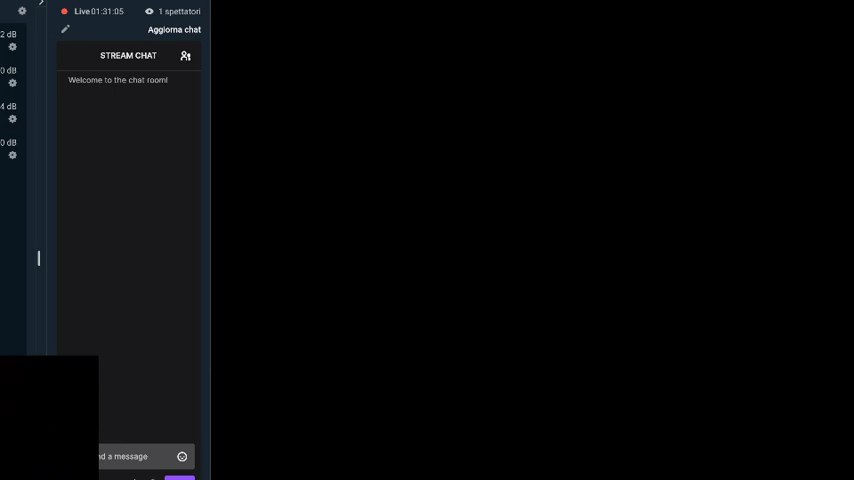 Live 01:31:05 1 spettatori
2 dB
Aggiorna chat
STREAM CHAT
0 dB
Welcome to the chat room!
4 dB
0 dB
nd a message